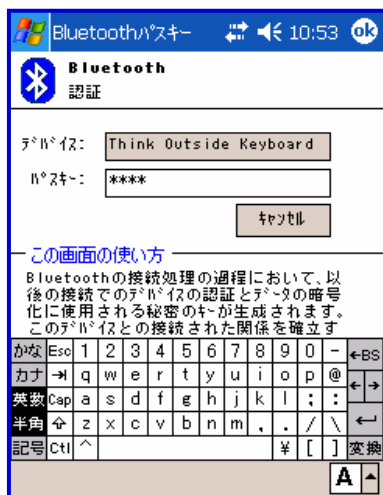 Bluetoothパスキー 10:53 ok
Bluetooth
認証
デバイス: Think Outside Keyboard
パスキー: ****
キャンセル
この画面の使い方
Bluetoothの接続処理の過程において、以
後の接続でのデバイスの認証とデータの暗号
化に使用される秘密のキーが生成されます。
このデバイスとの接続された関係を確立す
かな Esc 1 2 3 4 5 6 7 8 9 0 - ←BS
カナ →| q w e r t y u i o p @ ← →
英数 Cap a s d f g h j k l ; :
半角 z x c v b n m , . / \ ↵
記号 Ctl ^ ¥ [ ] 変換
A